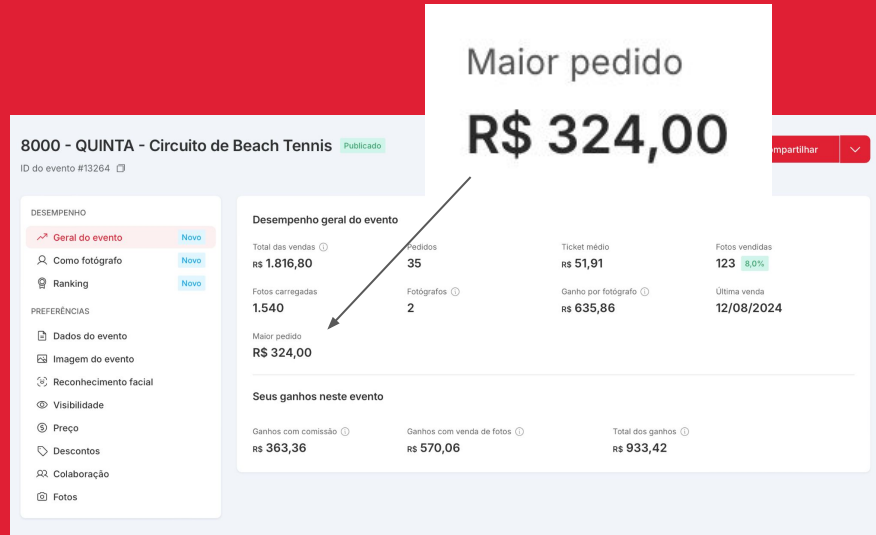 Maior pedido
R$ 324,00
8000 - QUINTA - Circuito de Beach Tennis Publicado
ID do evento #13264
mpartilhar
DESEMPENHO
Geral do evento Novo
Como fotógrafo Novo
Ranking Novo
PREFERÊNCIAS
Dados do evento
Imagem do evento
Reconhecimento facial
Visibilidade
Preço
Descontos
Colaboração
Fotos
Desempenho geral do evento
Total das vendas Pedidos Ticket médio Fotos vendidas
R$ 1.816,80 35 R$ 51,91 123 8,0%
Fotos carregadas Fotógrafos Ganho por fotógrafo Última venda
1.540 2 R$ 635,86 12/08/2024
Maior pedido
R$ 324,00
Seus ganhos neste evento
Ganhos com comissão Ganhos com venda de fotos Total dos ganhos
R$ 363,36 R$ 570,06 R$ 933,42